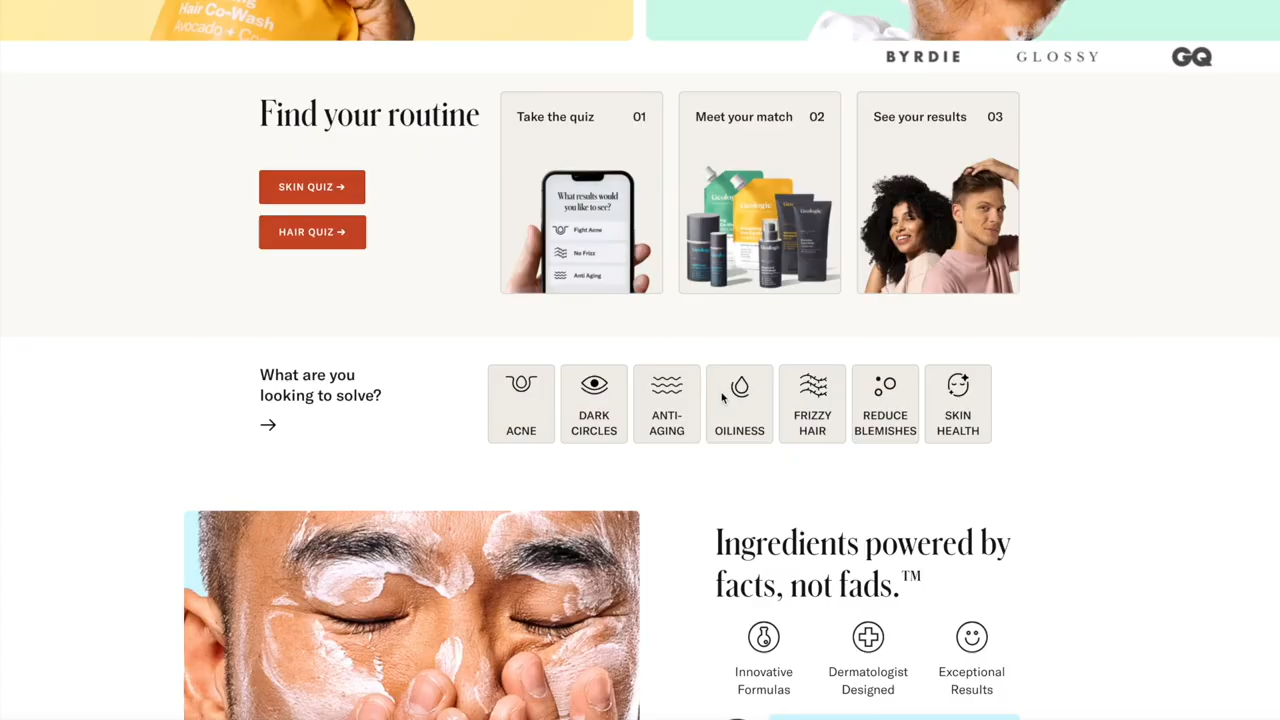 Hair Co-Wash
BYRDIE
GLOSSY
GQ
Find your routine
SKIN QUIZ →
HAIR QUIZ →
Take the quiz 01
What results would
you like to see?
Fight Acne
No Frizz
Anti Aging
Meet your match 02
See your results 03
What are you
looking to solve?
→
ACNE
DARK
CIRCLES
ANTI-
AGING
OILINESS
FRIZZY
HAIR
REDUCE
BLEMISHES
SKIN
HEALTH
Ingredients powered by
facts, not fads.™
Innovative
Formulas
Dermatologist
Designed
Exceptional
Results